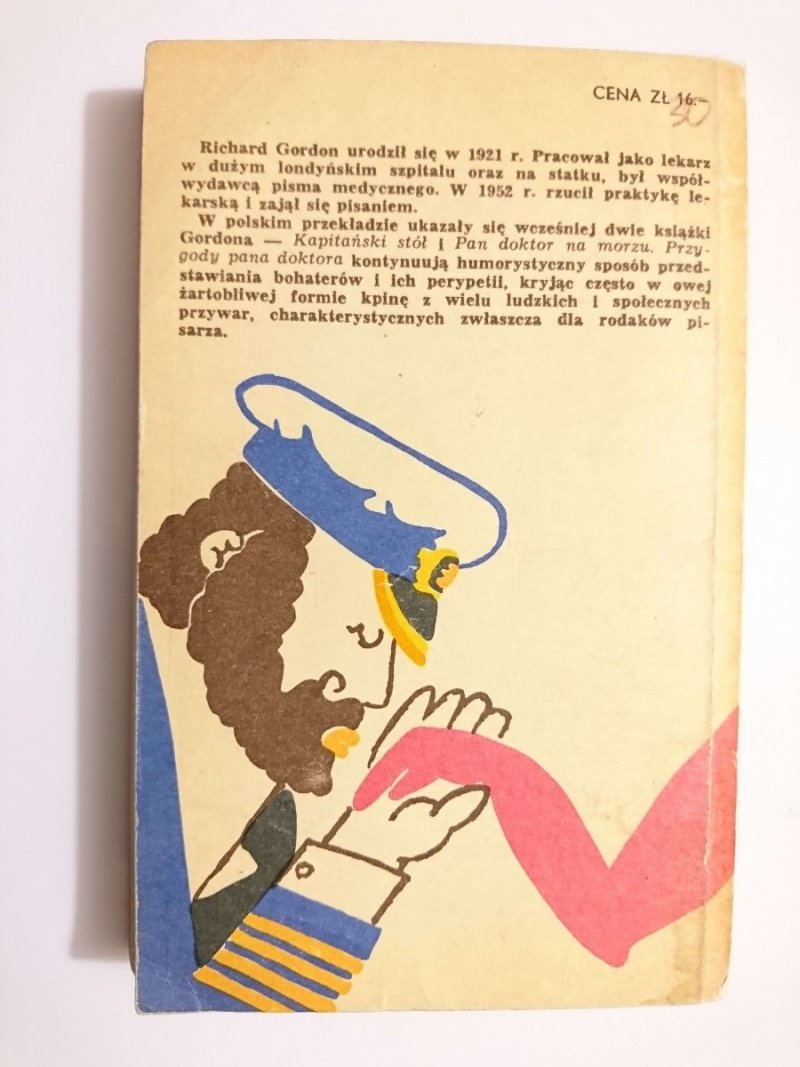 CENA ZŁ 16.–
50
Richard Gordon urodził się w 1921 r. Pracował jako lekarz
w dużym londyńskim szpitalu oraz na statku, był współ-
wydawcą pisma medycznego. W 1952 r. rzucił praktykę le-
karską i zajął się pisaniem.
W polskim przekładzie ukazały się wcześniej dwie książki
Gordona — Kapitański stół i Pan doktor na morzu. Przy-
gody pana doktora kontynuują humorystyczny sposób przed-
stawiania bohaterów i ich perypetii, kryjąc często w owej
żartobliwej formie kpinę z wielu ludzkich i społecznych
przywar, charakterystycznych zwłaszcza dla rodaków pi-
sarza.